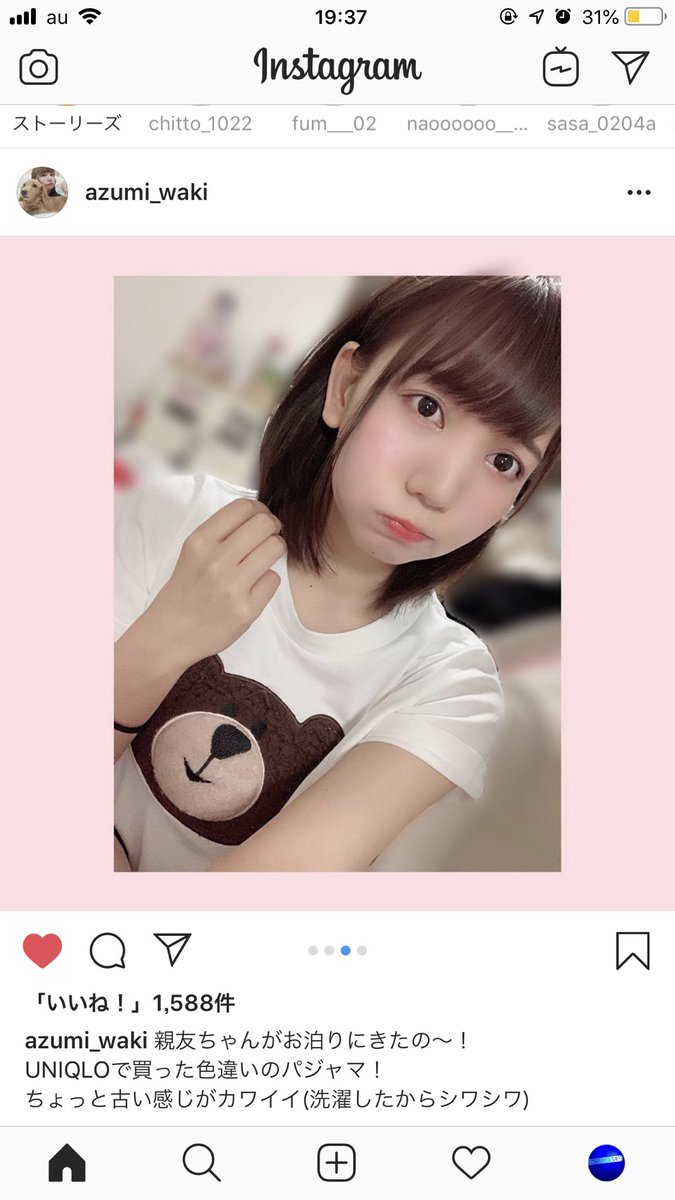 au 19:37 31%
Instagram
ストーリーズ chitto_1022 fum___02 naoooooo__... sasa_0204a
azumi_waki
「いいね！」1,588件
azumi_waki 親友ちゃんがお泊りにきたの〜！
UNIQLOで買った色違いのパジャマ！
ちょっと古い感じがカワイイ(洗濯したからシワシワ)